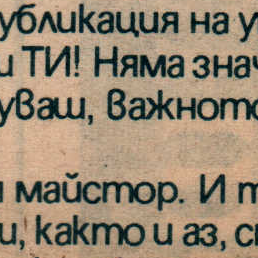 убликация на у
и ТИ! Няма знач
уваш, важното
и майстор. И т
и, както и аз, с